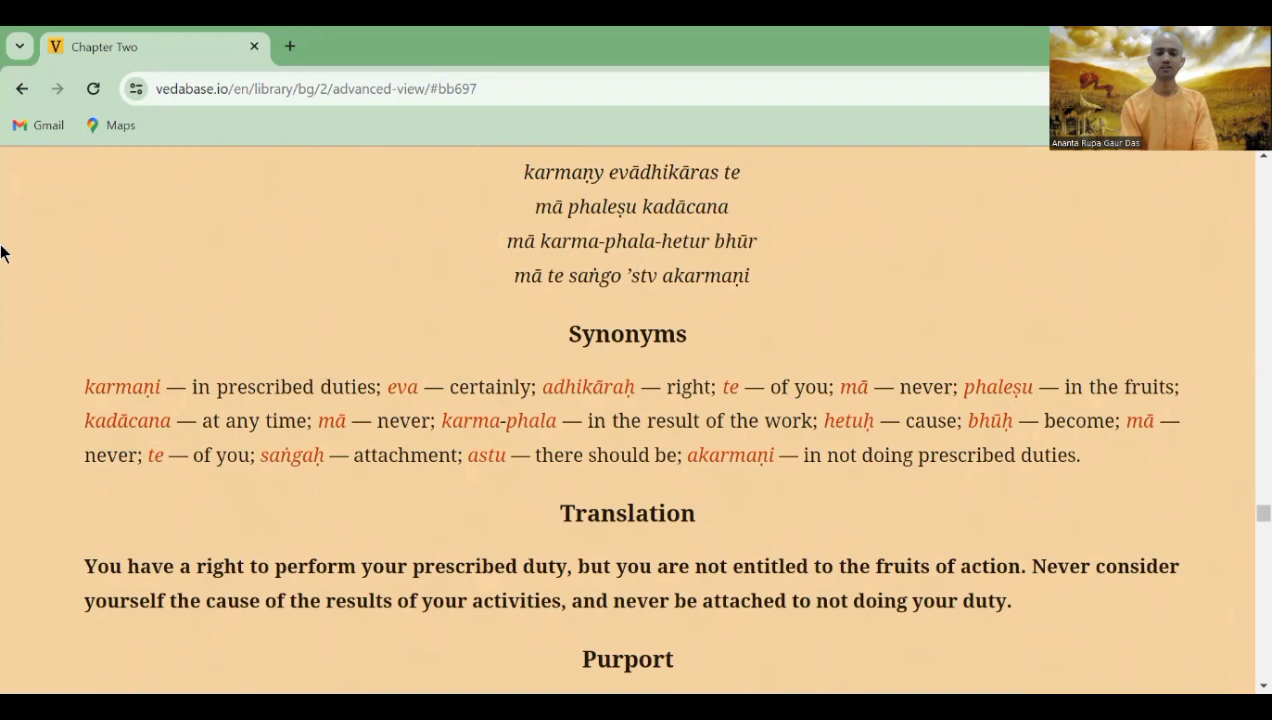 V Chapter Two
vedabase.io/en/library/bg/2/advanced-view/#bb697
Gmail Maps
Ananta Rupa Gaur Das
karmaṇy evādhikāras te
mā phaleṣu kadācana
mā karma-phala-hetur bhūr
mā te saṅgo ’stv akarmaṇi
Synonyms
karmaṇi — in prescribed duties; eva — certainly; adhikāraḥ — right; te — of you; mā — never; phaleṣu — in the fruits;
kadācana — at any time; mā — never; karma-phala — in the result of the work; hetuḥ — cause; bhūḥ — become; mā —
never; te — of you; saṅgaḥ — attachment; astu — there should be; akarmaṇi — in not doing prescribed duties.
Translation
You have a right to perform your prescribed duty, but you are not entitled to the fruits of action. Never consider
yourself the cause of the results of your activities, and never be attached to not doing your duty.
Purport